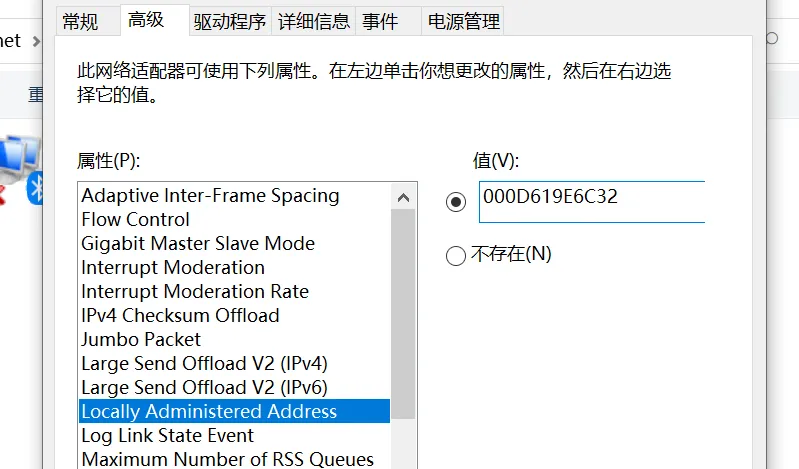 常规 高级 驱动程序 详细信息 事件 电源管理
net
此网络适配器可使用下列属性。在左边单击你想更改的属性，然后在右边选
择它的值。
重
属性(P):
值(V):
Adaptive Inter-Frame Spacing
Flow Control
Gigabit Master Slave Mode
Interrupt Moderation
Interrupt Moderation Rate
IPv4 Checksum Offload
Jumbo Packet
Large Send Offload V2 (IPv4)
Large Send Offload V2 (IPv6)
Locally Administered Address
Log Link State Event
Maximum Number of RSS Queues
000D619E6C32
不存在(N)